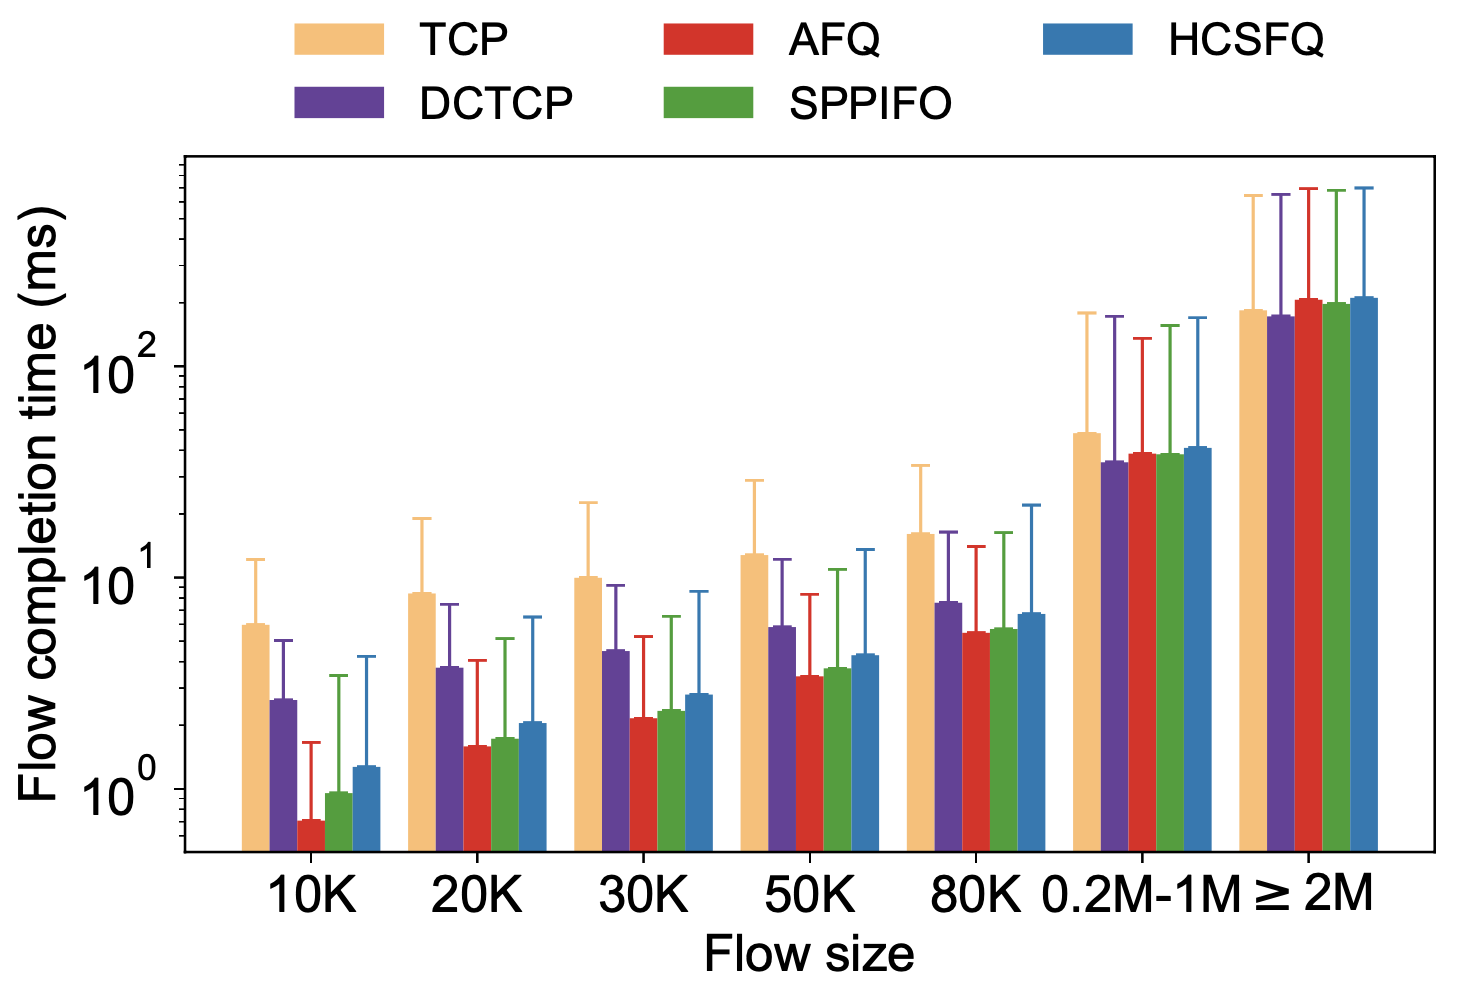 TCP
AFQ
HCSFQ
DCTCP
SPPIFO
Flow completion time (ms)
10²
10¹
10⁰
10K
20K
30K
50K
80K
0.2M-1M
≥ 2M
Flow size